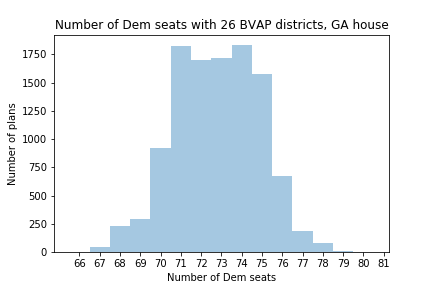 Number of Dem seats with 26 BVAP districts, GA house
Number of plans
1750
1500
1250
1000
750
500
250
0
66 67 68 69 70 71 72 73 74 75 76 77 78 79 80 81
Number of Dem seats